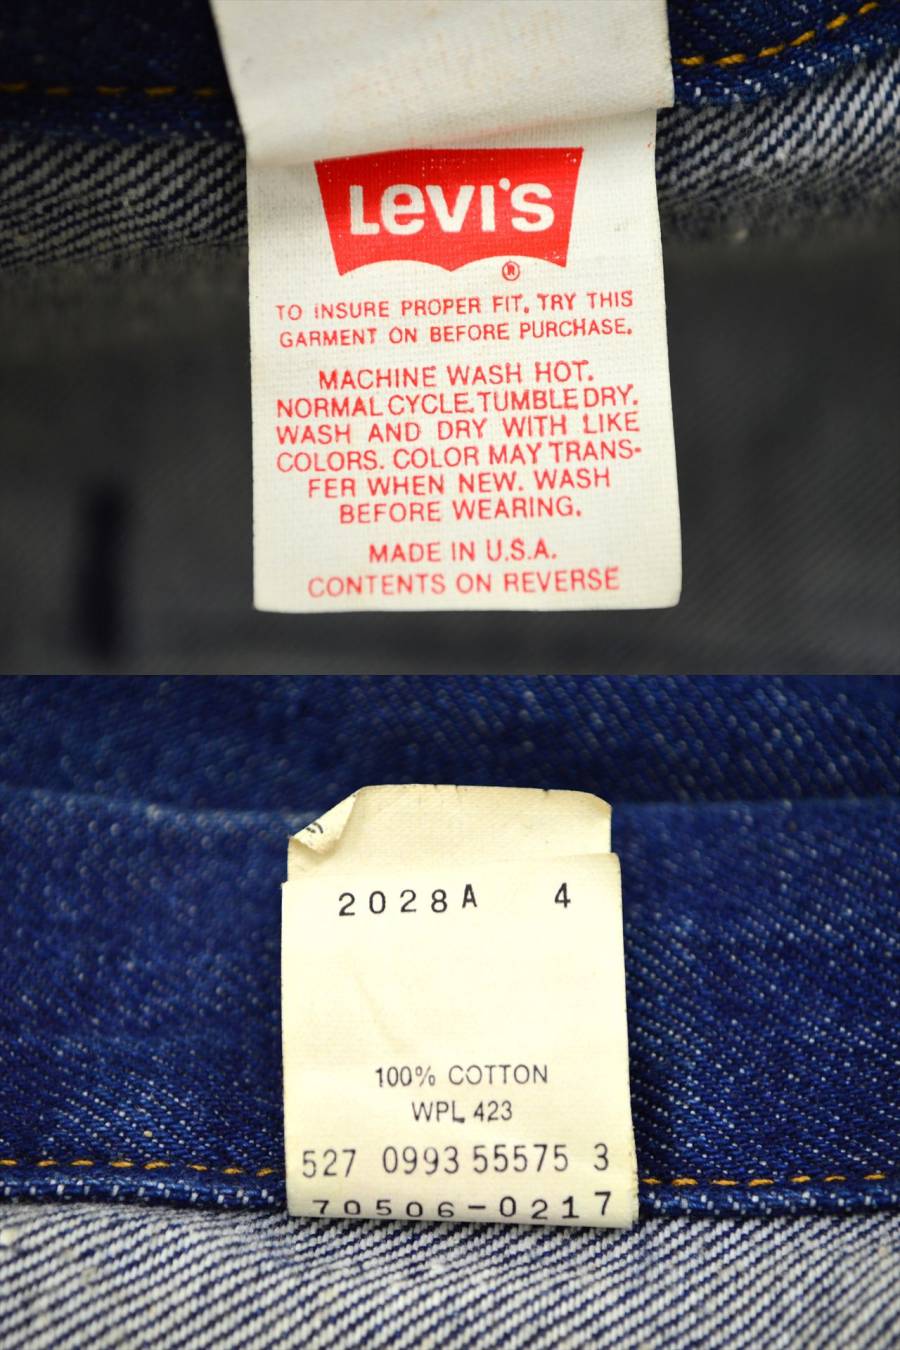 Levi's
®
TO INSURE PROPER FIT, TRY THIS
GARMENT ON BEFORE PURCHASE.
MACHINE WASH HOT.
NORMAL CYCLE. TUMBLE DRY.
WASH AND DRY WITH LIKE
COLORS. COLOR MAY TRANS-
FER WHEN NEW. WASH
BEFORE WEARING.
MADE IN U.S.A.
CONTENTS ON REVERSE
2028A 4
100% COTTON
WPL 423
527 0993 55575 3
70506-0217